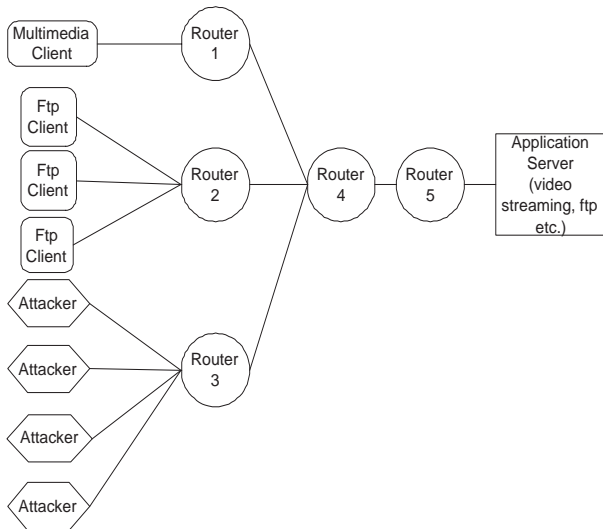 Multimedia
Client
Router
1
Ftp
Client
Ftp
Client
Ftp
Client
Router
2
Router
4
Router
5
Application
Server
(video
streaming, ftp
etc.)
Attacker
Attacker
Attacker
Attacker
Router
3